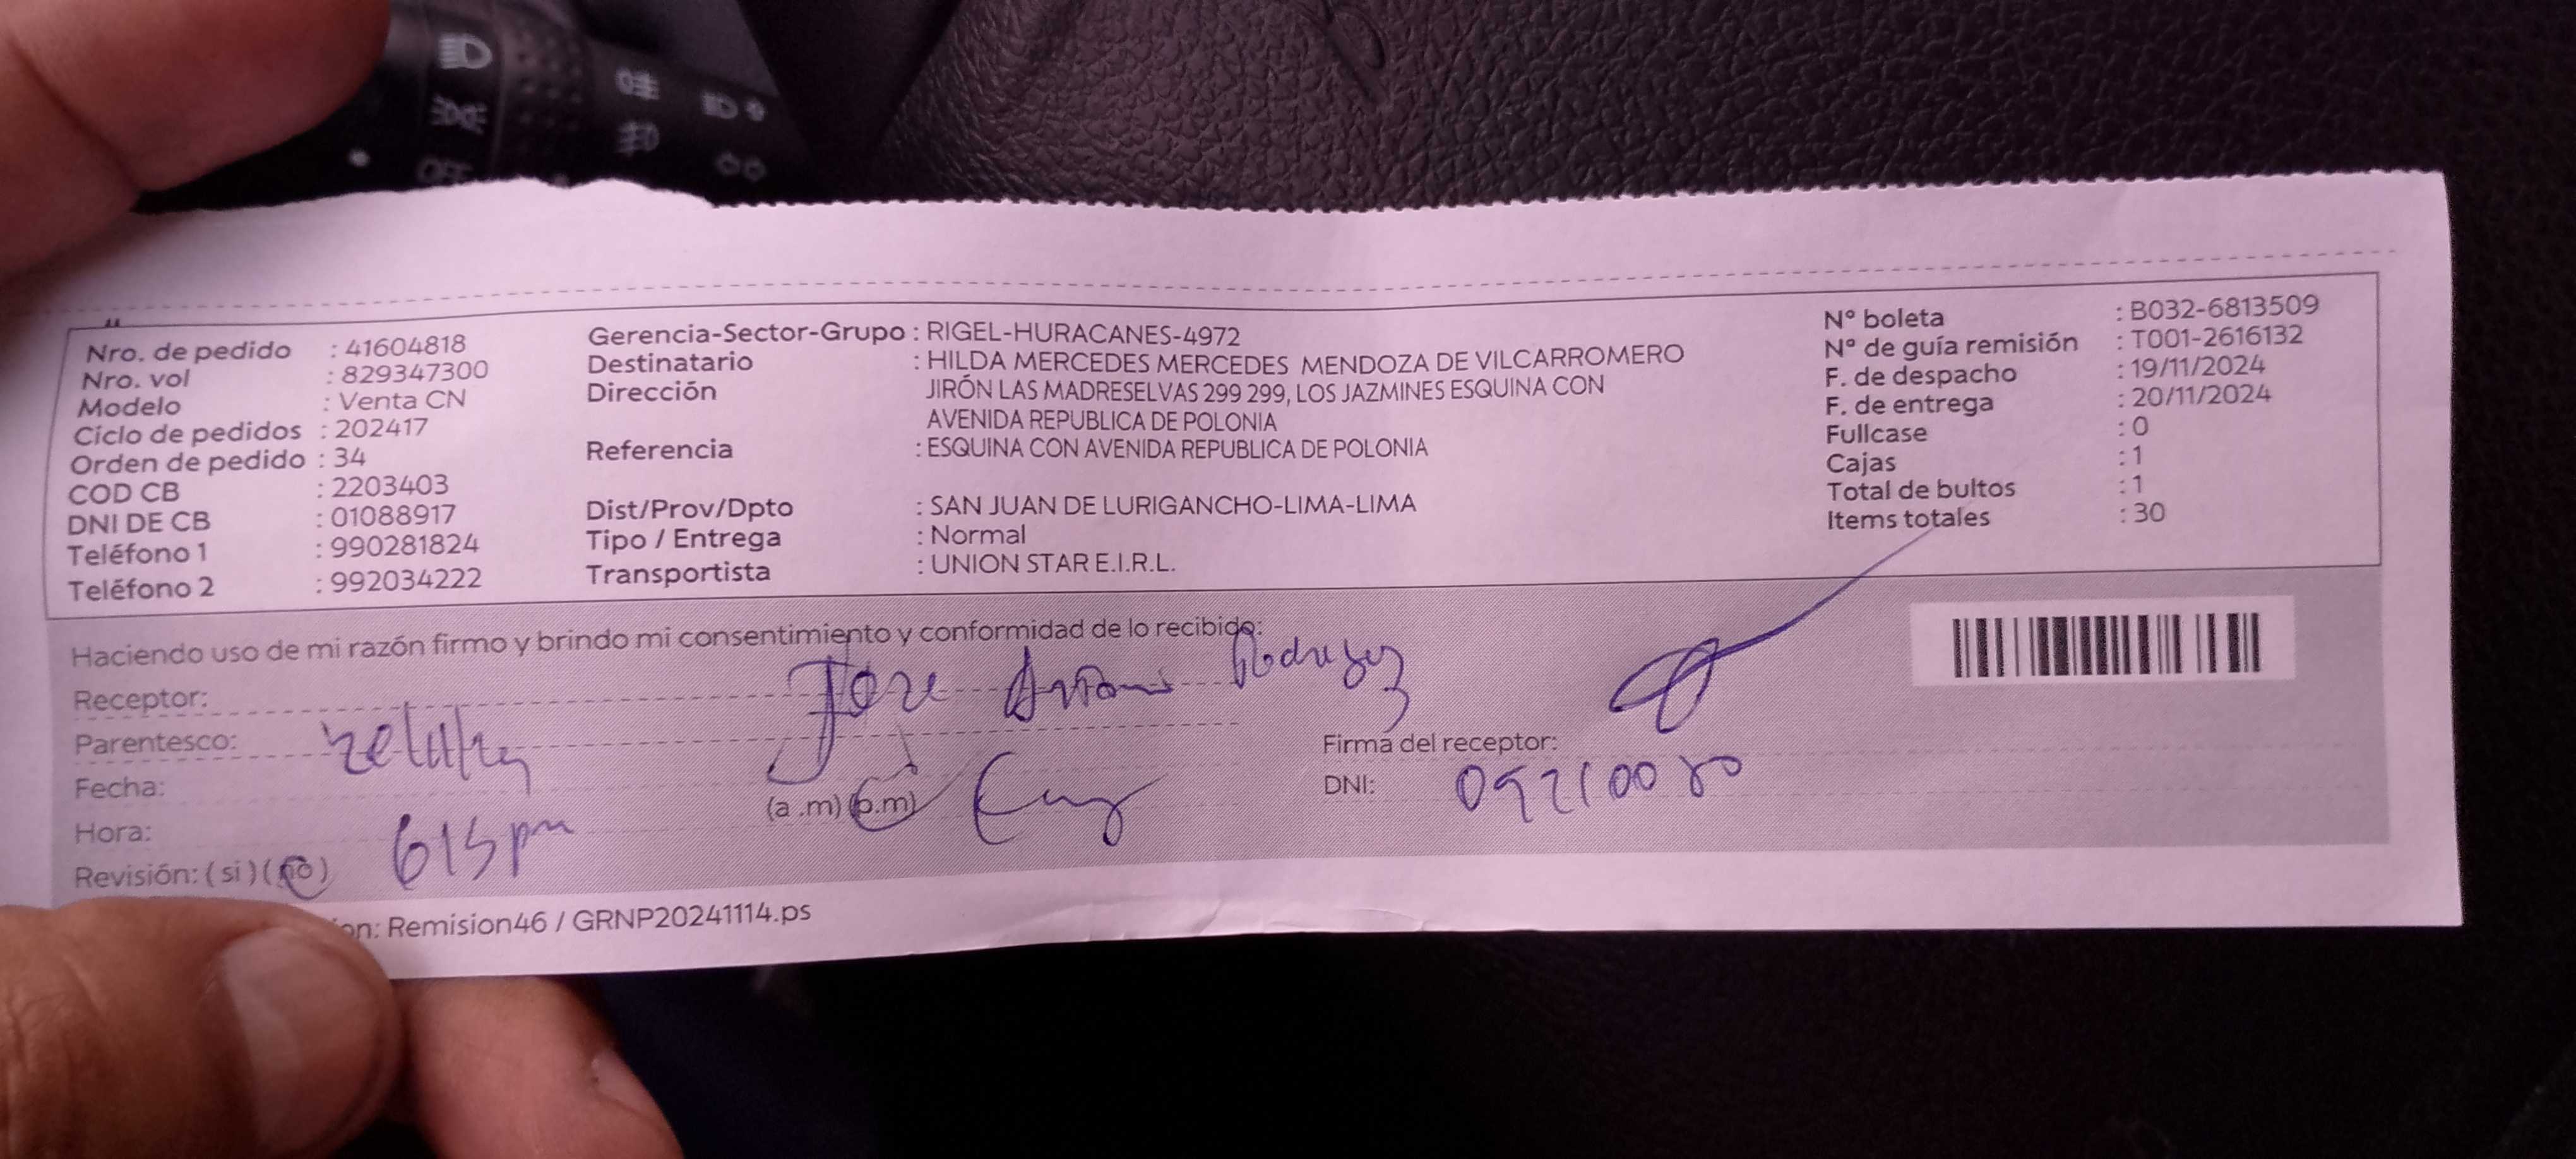 Nro. de pedido : 41604818
Nro. vol : 829347300
Modelo : Venta CN
Ciclo de pedidos : 202417
Orden de pedido : 34
COD CB : 2203403
DNI DE CB : 01088917
Teléfono 1 : 990281824
Teléfono 2 : 992034222
Gerencia-Sector-Grupo : RIGEL-HURACANES-4972
Destinatario : HILDA MERCEDES MERCEDES MENDOZA DE VILCARROMERO
Dirección JIRÓN LAS MADRESELVAS 299 299, LOS JAZMINES ESQUINA CON
AVENIDA REPUBLICA DE POLONIA
Referencia : ESQUINA CON AVENIDA REPUBLICA DE POLONIA
Dist/Prov/Dpto : SAN JUAN DE LURIGANCHO-LIMA-LIMA
Tipo / Entrega : Normal
Transportista : UNION STAR E.I.R.L.
N° boleta : B032-6813509
N° de guía remisión : T001-2616132
F. de despacho : 19/11/2024
F. de entrega : 20/11/2024
Fullcase : 0
Cajas : 1
Total de bultos : 1
Items totales : 30
Haciendo uso de mi razón firmo y brindo mi consentimiento y conformidad de lo recibido:
Receptor: Jose Antonio Rodriguez
Parentesco:
Fecha:
Hora: 615 pm (a .m) (p.m)
Revisión: (si) (no)
Firma del receptor:
DNI:
on: Remision46 / GRNP20241114.ps